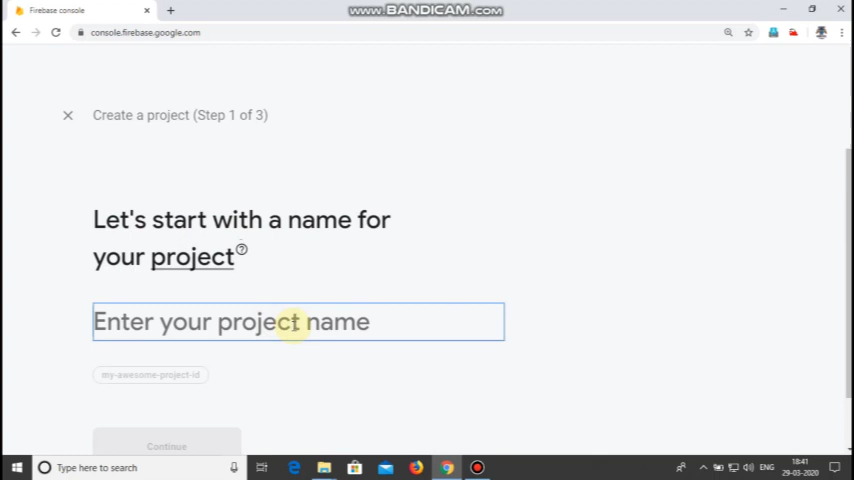 Firebase console
www.BANDICAM.com
console.firebase.google.com
Create a project (Step 1 of 3)
Let's start with a name for
your project
Enter your project name
my-awesome-project-id
Continue
Type here to search
ENG
18:41
29-03-2020